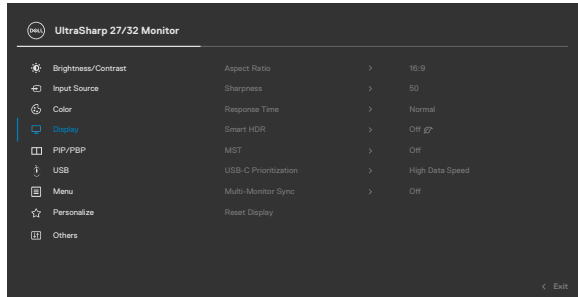 DELL UltraSharp 27/32 Monitor
Brightness/Contrast Aspect Ratio > 16:9
Input Source Sharpness > 50
Color Response Time > Normal
Display Smart HDR > Off
PIP/PBP MST > Off
USB USB-C Prioritization > High Data Speed
Menu Multi-Monitor Sync > Off
Personalize Reset Display
Others
< Exit